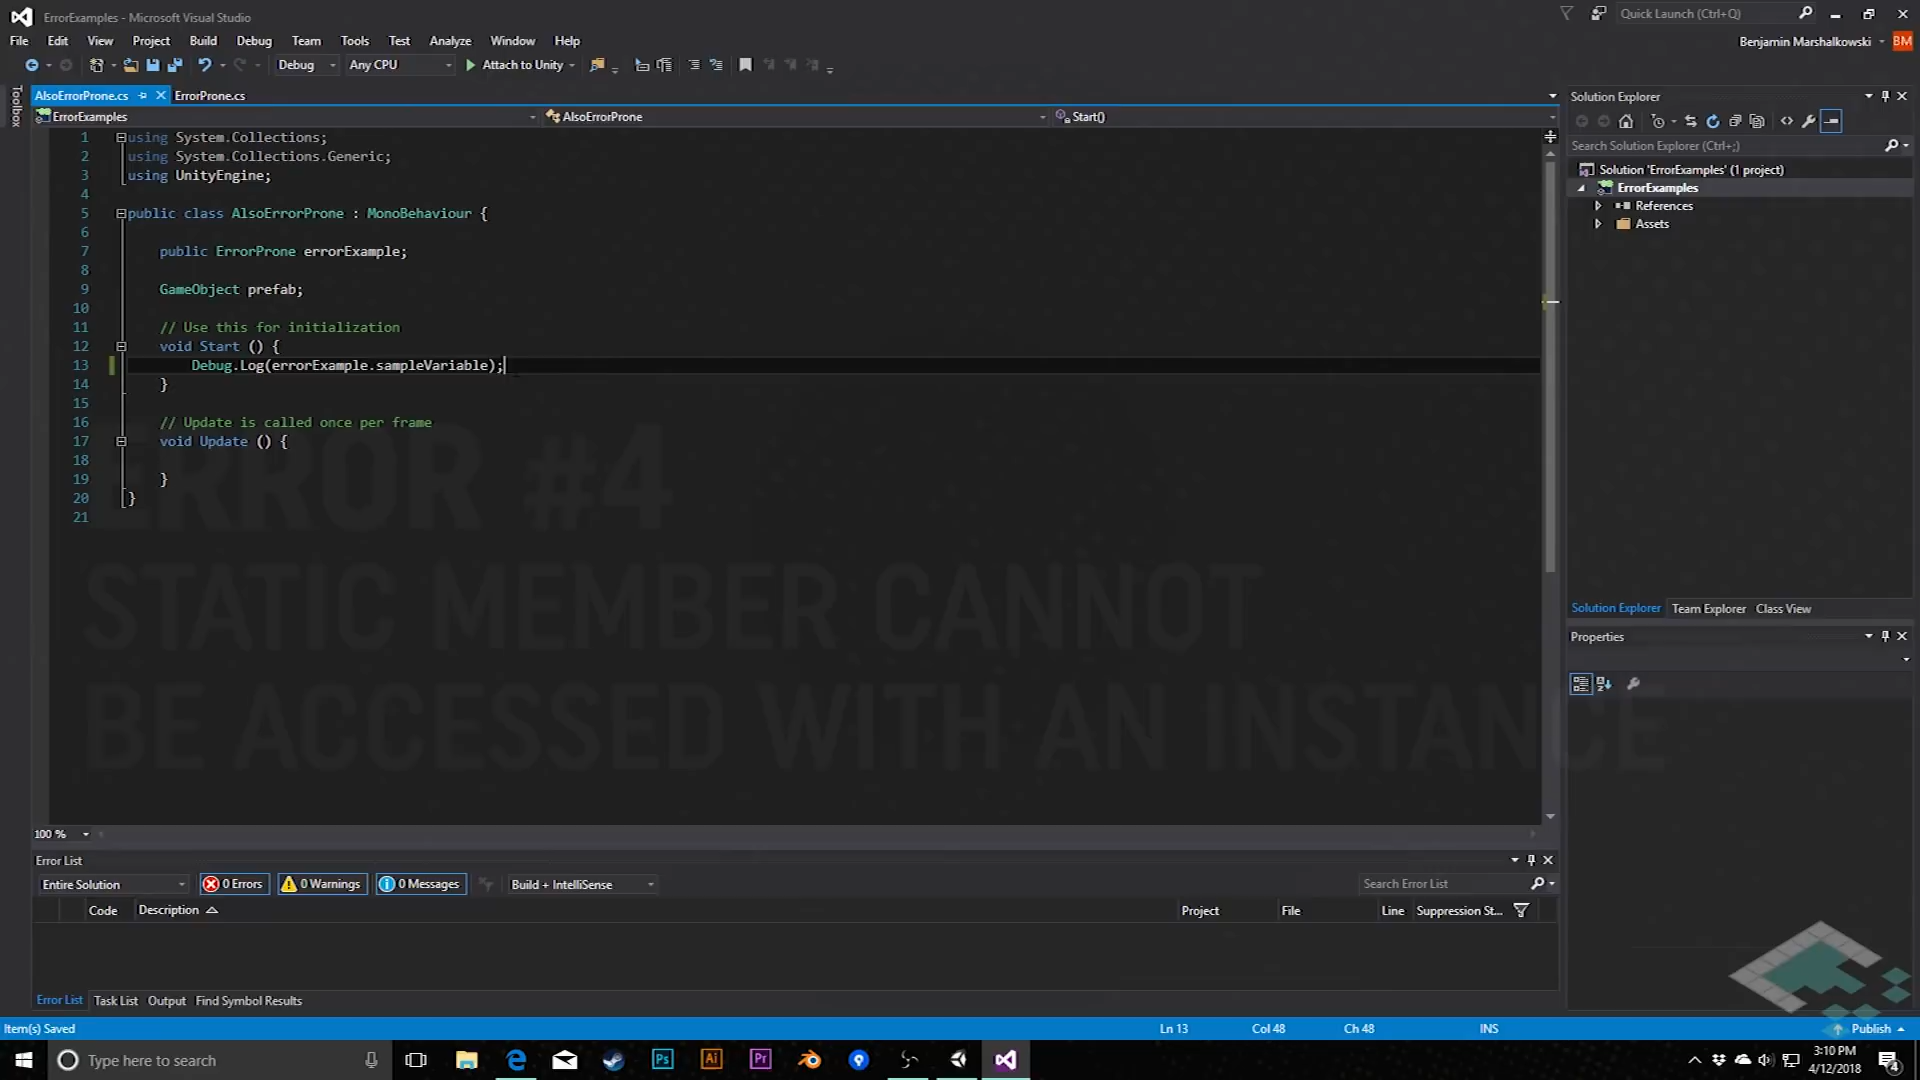 ErrorExamples - Microsoft Visual Studio
Quick Launch (Ctrl+Q)
File Edit View Project Build Debug Team Tools Test Analyze Window Help
Benjamin Marshalkowski BM
Debug Any CPU Attach to Unity
Toolbox
AlsoErrorProne.cs ErrorProne.cs
ErrorExamples AlsoErrorProne Start()
1 using System.Collections;
2 using System.Collections.Generic;
3 using UnityEngine;
4
5 public class AlsoErrorProne : MonoBehaviour {
6
7 public ErrorProne errorExample;
8
9 GameObject prefab;
10
11 // Use this for initialization
12 void Start () {
13 Debug.Log(errorExample.sampleVariable);
14 }
15
16 // Update is called once per frame
17 void Update () {
18
19 }
20 }
21
ERROR #4
STATIC MEMBER CANNOT
BE ACCESSED WITH AN INSTANCE
100 %
Solution Explorer
Search Solution Explorer (Ctrl+;)
Solution 'ErrorExamples' (1 project)
ErrorExamples
References
Assets
Solution Explorer Team Explorer Class View
Properties
Error List
Entire Solution 0 Errors 0 Warnings 0 Messages Build + IntelliSense Search Error List
Code Description Project File Line Suppression St...
Error List Task List Output Find Symbol Results
Item(s) Saved Ln 13 Col 48 Ch 48 INS Publish
Type here to search
Ps Ai Pr
3:10 PM
4/12/2018
4